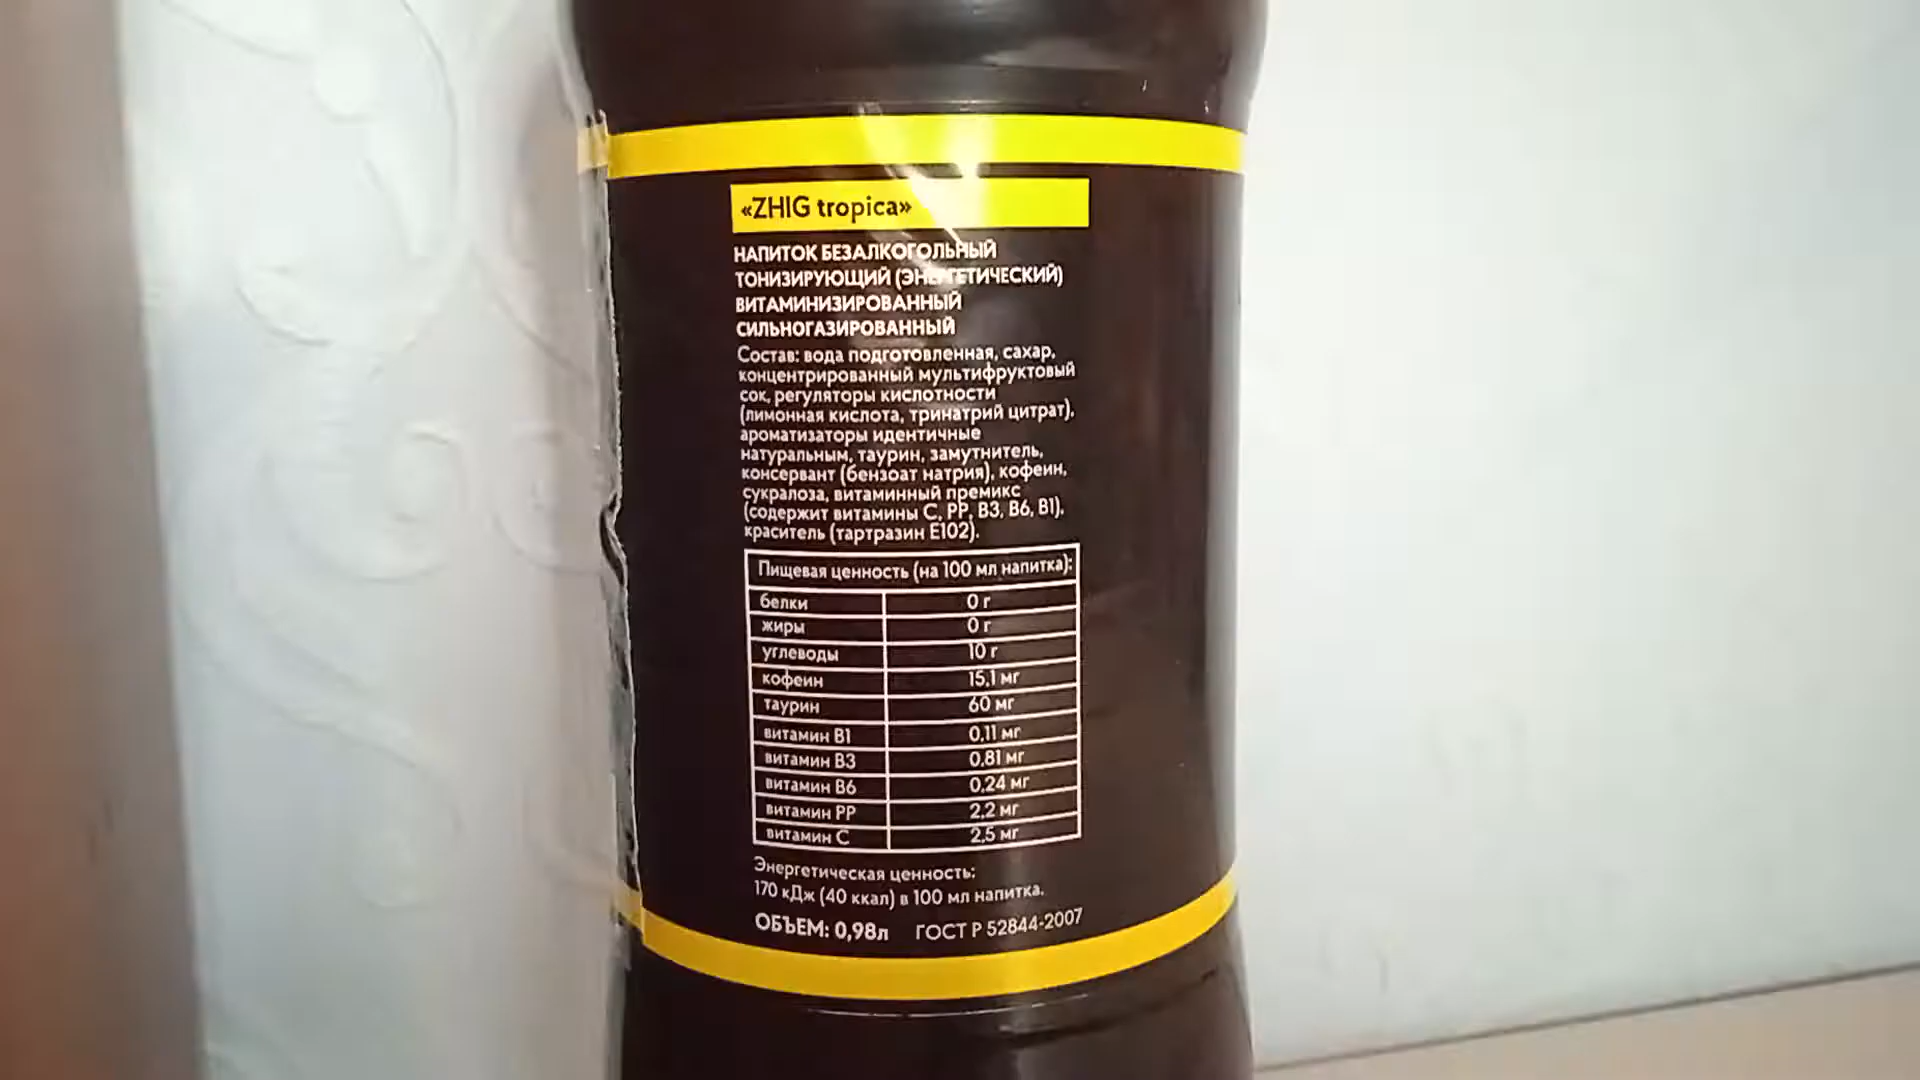 «ZHIG tropica»
НАПИТОК БЕЗАЛКОГОЛЬНЫЙ
ТОНИЗИРУЮЩИЙ (ЭНЕРГЕТИЧЕСКИЙ)
ВИТАМИНИЗИРОВАННЫЙ
СИЛЬНОГАЗИРОВАННЫЙ
Состав: вода подготовленная, сахар,
концентрированный мультифруктовый
сок, регуляторы кислотности
(лимонная кислота, тринатрий цитрат),
ароматизаторы идентичные
натуральным, таурин, замутнитель,
консервант (бензоат натрия), кофеин,
сукралоза, витаминный премикс
(содержит витамины С, РР, В3, В6, В1),
краситель (тартразин Е102).
Пищевая ценность (на 100 мл напитка):
белки 0 г
жиры 0 г
углеводы 10 г
кофеин 15,1 мг
таурин 60 мг
витамин В1 0,11 мг
витамин В3 0,81 мг
витамин В6 0,24 мг
витамин РР 2,2 мг
витамин С 2,5 мг
Энергетическая ценность:
170 кДж (40 ккал) в 100 мл напитка.
ОБЪЕМ: 0,98л ГОСТ Р 52844-2007